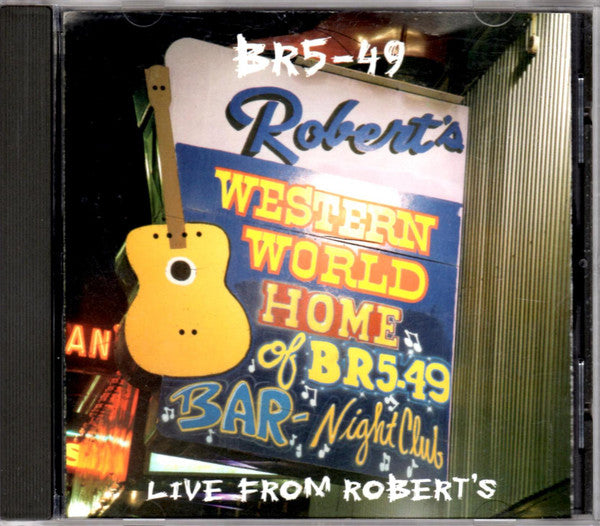 BR5-49
Robert's
WESTERN
WORLD
HOME
of BR5.49
BAR-Night Club
AN'
S
LIVE FROM ROBERT'S